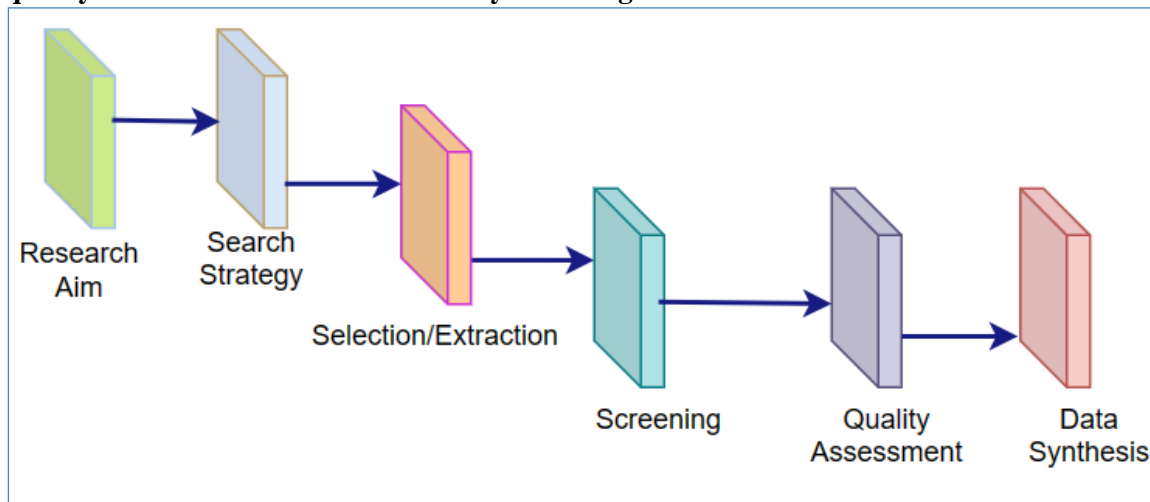 Research
Aim
Search
Strategy
Selection/Extraction
Screening
Quality
Assessment
Data
Synthesis